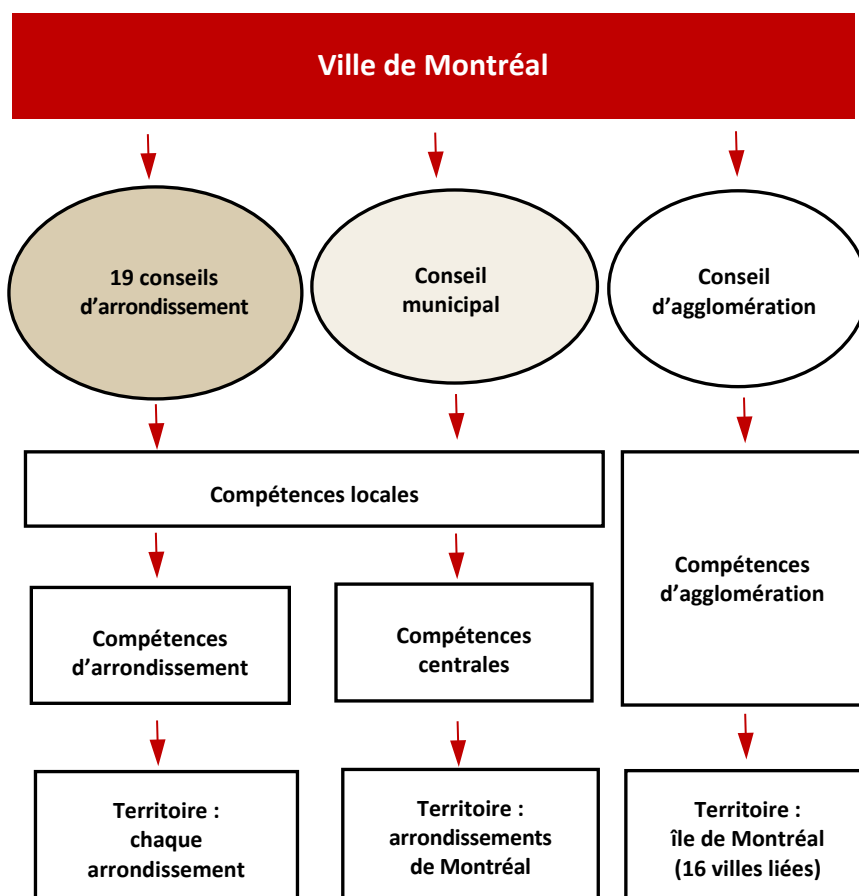 Ville de Montréal
19 conseils
d’arrondissement
Conseil
municipal
Conseil
d’agglomération
Compétences locales
Compétences
d’agglomération
Compétences
d’arrondissement
Compétences
centrales
Territoire :
chaque
arrondissement
Territoire :
arrondissements
de Montréal
Territoire :
île de Montréal
(16 villes liées)